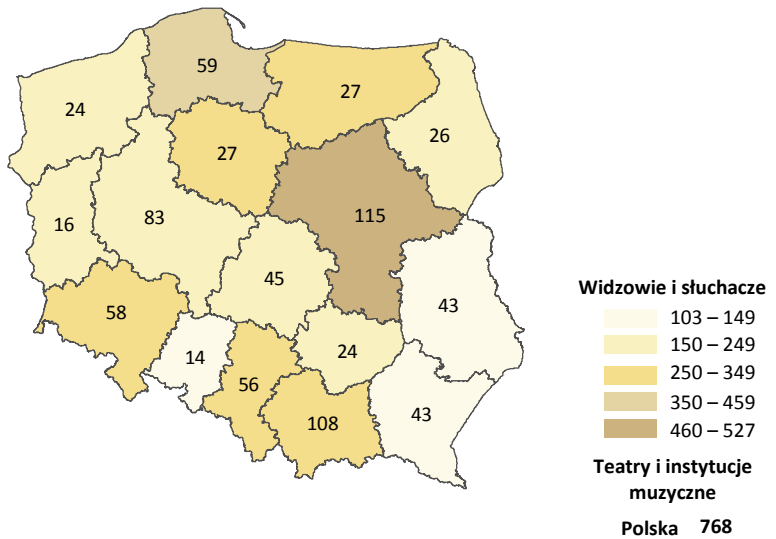 59
24
27
26
27
16
83
115
45
43
58
14
24
56
108
43
Widzowie i słuchacze
103 – 149
150 – 249
250 – 349
350 – 459
460 – 527
Teatry i instytucje
muzyczne
Polska 768